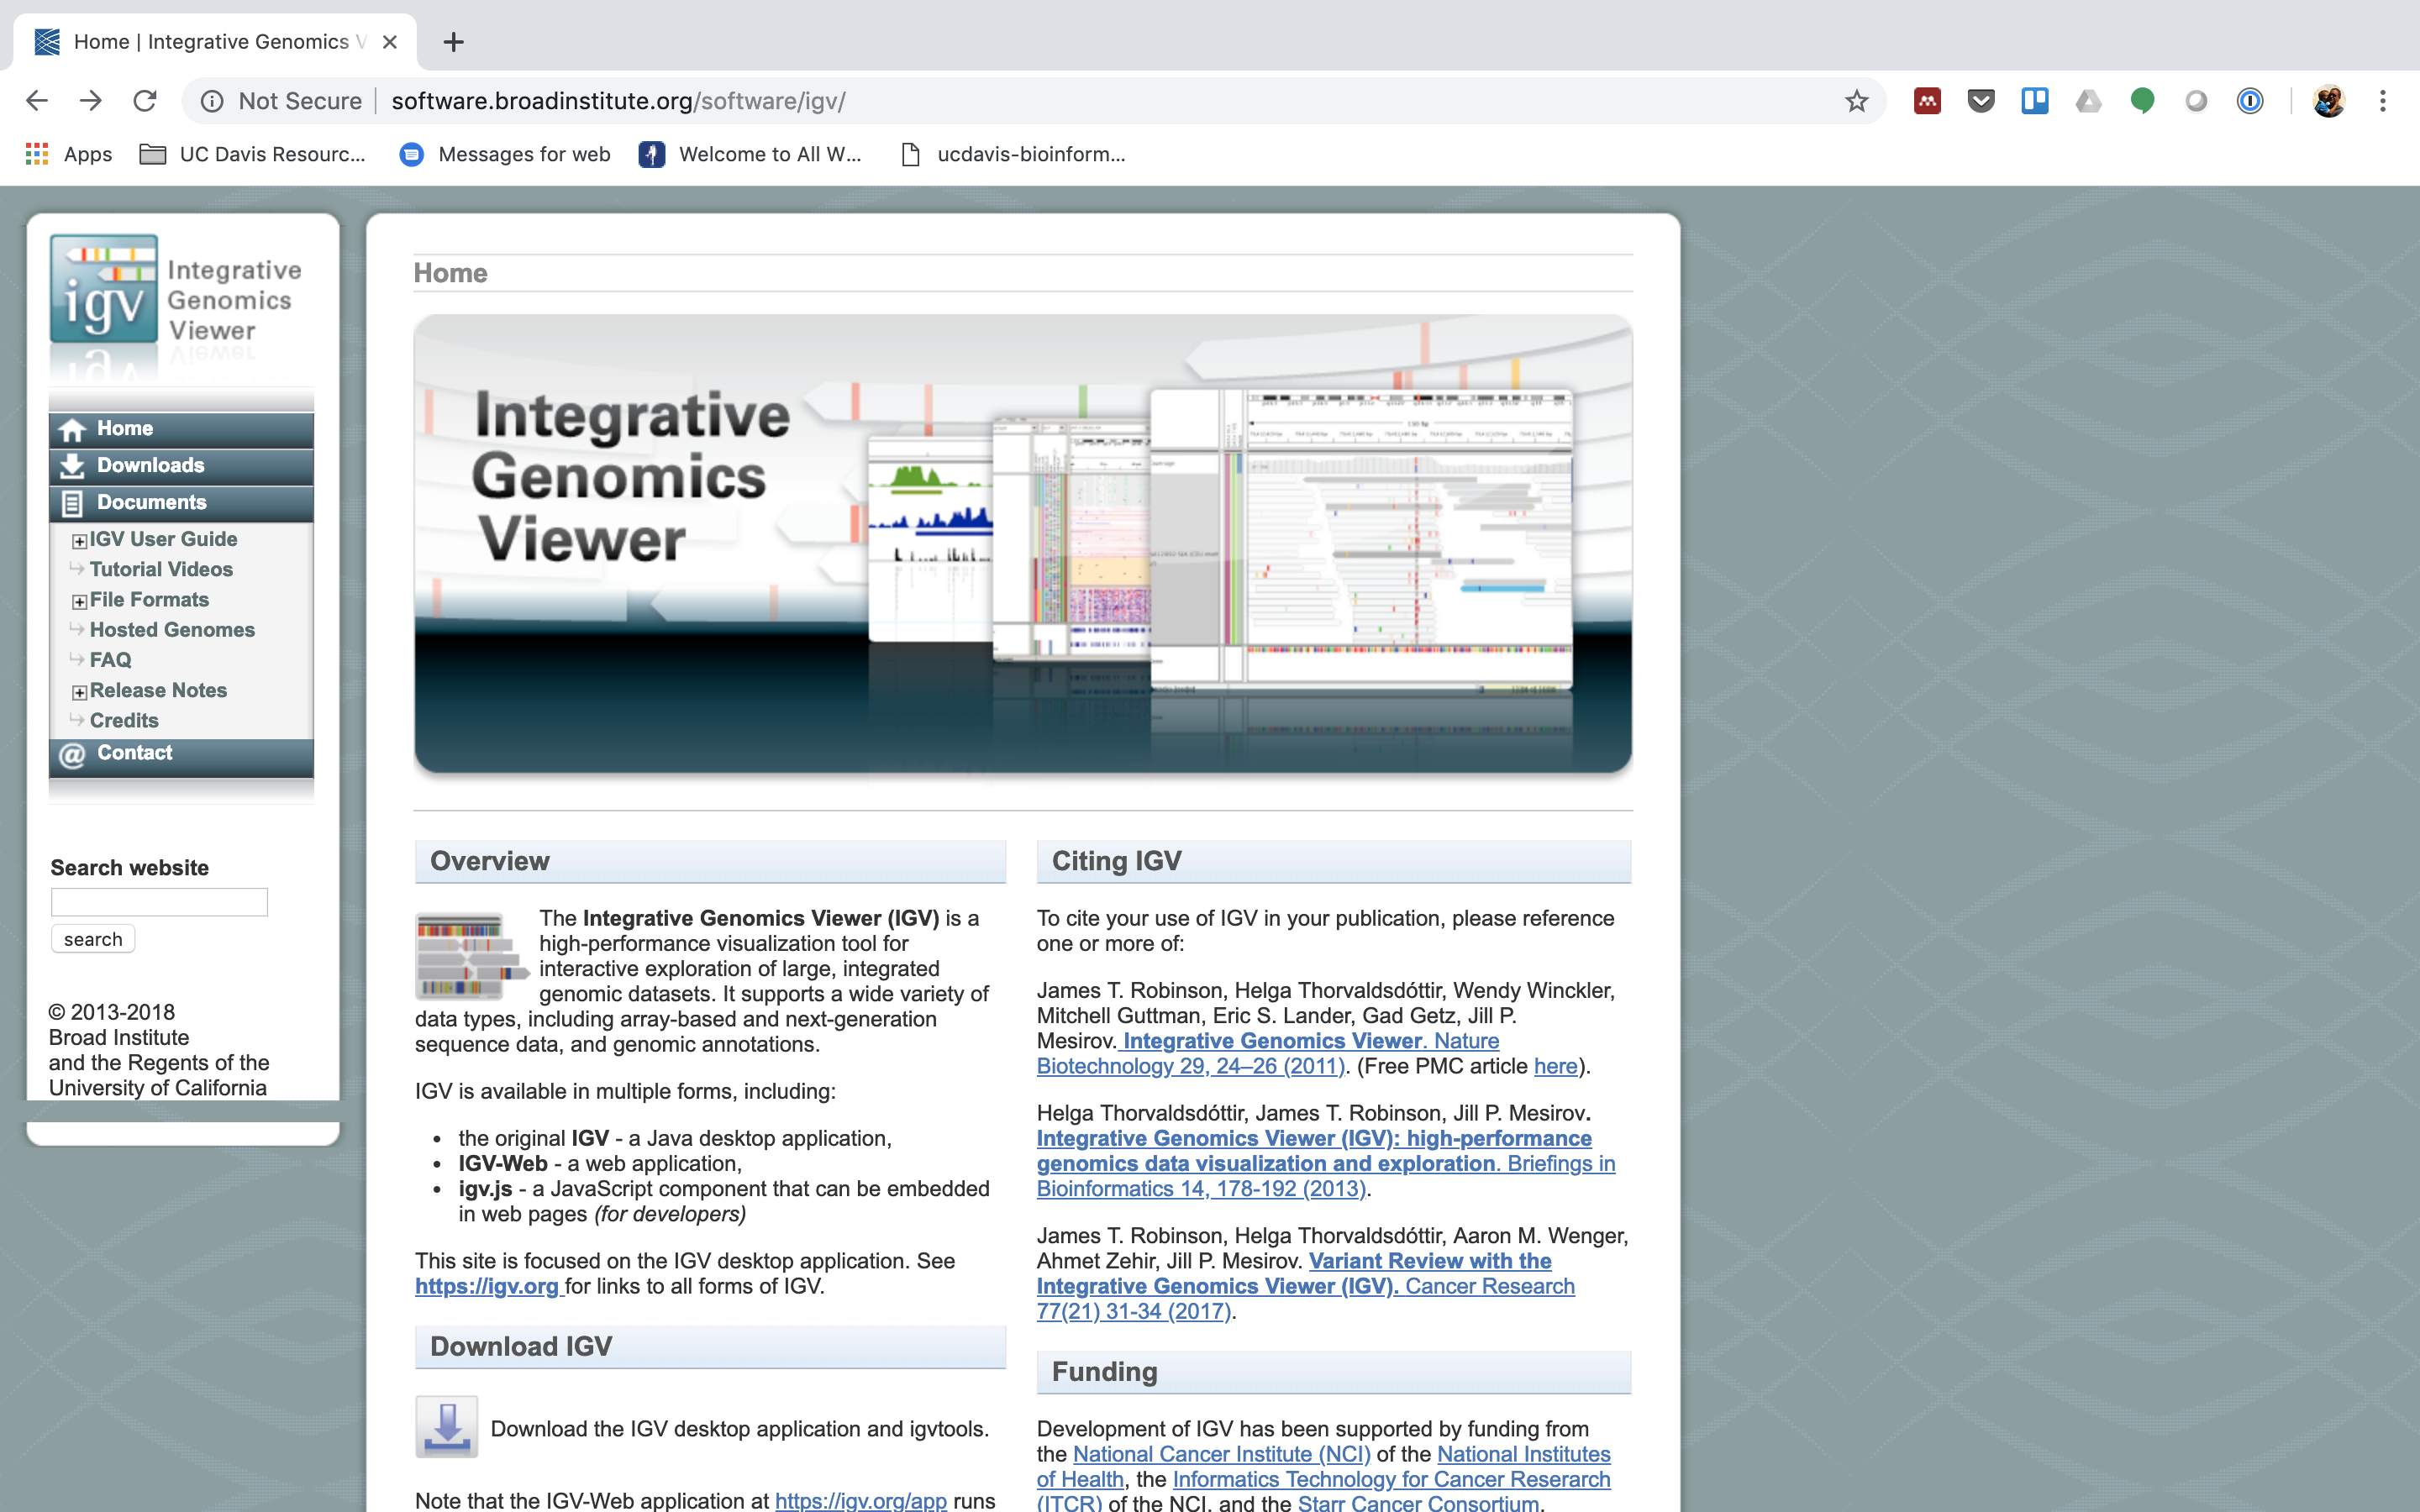 Home | Integrative Genomics V
Not Secure
software.broadinstitute.org/software/igv/
Apps
UC Davis Resourc...
Messages for web
Welcome to All W...
ucdavis-bioinform...
igv
Integrative
Genomics
Viewer
Home
Downloads
Documents
IGV User Guide
Tutorial Videos
File Formats
Hosted Genomes
FAQ
Release Notes
Credits
Contact
Search website
search
© 2013-2018
Broad Institute
and the Regents of the
University of California
Home
Integrative
Genomics
Viewer
Overview
The Integrative Genomics Viewer (IGV) is a
high-performance visualization tool for
interactive exploration of large, integrated
genomic datasets. It supports a wide variety of
data types, including array-based and next-generation
sequence data, and genomic annotations.
IGV is available in multiple forms, including:
• the original IGV - a Java desktop application,
• IGV-Web - a web application,
• igv.js - a JavaScript component that can be embedded
in web pages (for developers)
This site is focused on the IGV desktop application. See
https://igv.org for links to all forms of IGV.
Download IGV
Download the IGV desktop application and igvtools.
Note that the IGV-Web application at https://igv.org/app runs
Citing IGV
To cite your use of IGV in your publication, please reference
one or more of:
James T. Robinson, Helga Thorvaldsdóttir, Wendy Winckler,
Mitchell Guttman, Eric S. Lander, Gad Getz, Jill P.
Mesirov. Integrative Genomics Viewer. Nature
Biotechnology 29, 24–26 (2011). (Free PMC article here).
Helga Thorvaldsdóttir, James T. Robinson, Jill P. Mesirov.
Integrative Genomics Viewer (IGV): high-performance
genomics data visualization and exploration. Briefings in
Bioinformatics 14, 178-192 (2013).
James T. Robinson, Helga Thorvaldsdóttir, Aaron M. Wenger,
Ahmet Zehir, Jill P. Mesirov. Variant Review with the
Integrative Genomics Viewer (IGV). Cancer Research
77(21) 31-34 (2017).
Funding
Development of IGV has been supported by funding from
the National Cancer Institute (NCI) of the National Institutes
of Health, the Informatics Technology for Cancer Reserarch
(ITCR) of the NCI, and the Starr Cancer Consortium.